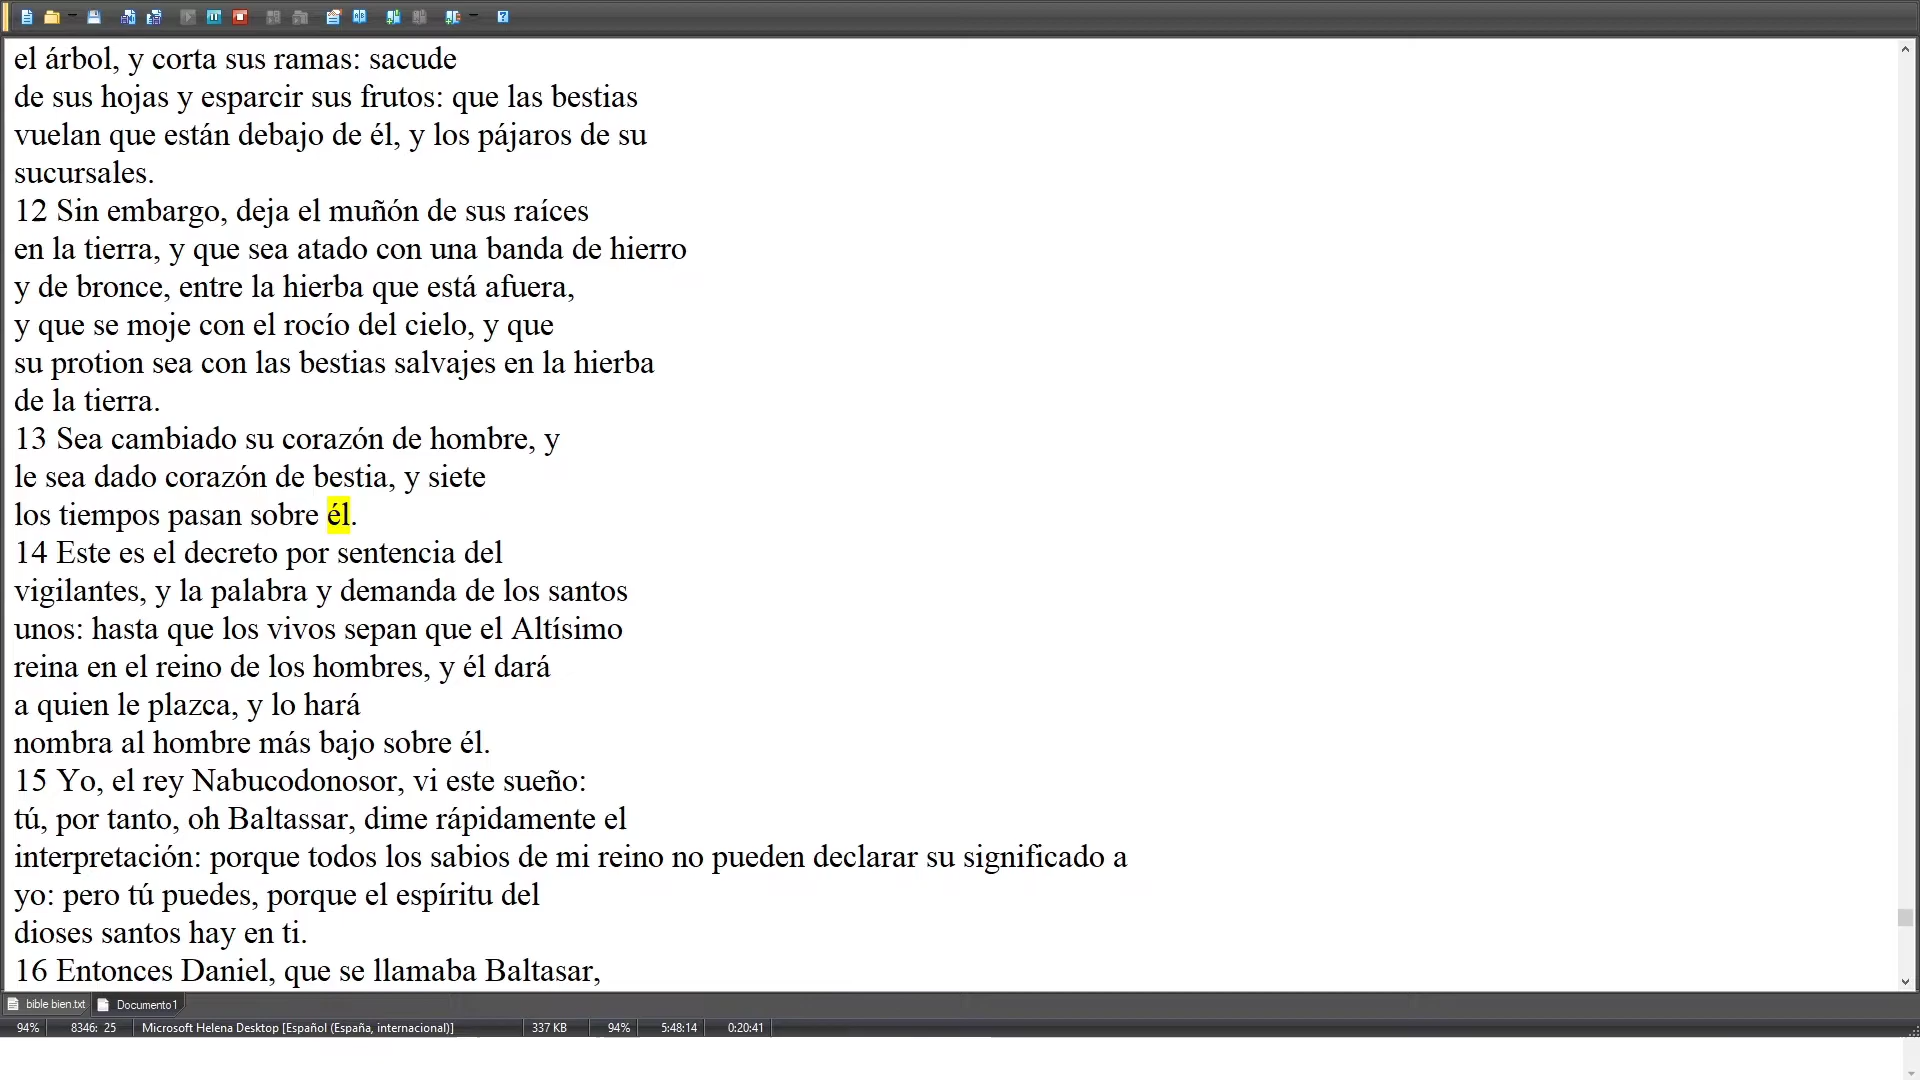 el árbol, y corta sus ramas: sacude
de sus hojas y esparcir sus frutos: que las bestias
vuelan que están debajo de él, y los pájaros de su
sucursales.
12 Sin embargo, deja el muñón de sus raíces
en la tierra, y que sea atado con una banda de hierro
y de bronce, entre la hierba que está afuera,
y que se moje con el rocío del cielo, y que
su protion sea con las bestias salvajes en la hierba
de la tierra.
13 Sea cambiado su corazón de hombre, y
le sea dado corazón de bestia, y siete
los tiempos pasan sobre él.
14 Este es el decreto por sentencia del
vigilantes, y la palabra y demanda de los santos
unos: hasta que los vivos sepan que el Altísimo
reina en el reino de los hombres, y él dará
a quien le plazca, y lo hará
nombra al hombre más bajo sobre él.
15 Yo, el rey Nabucodonosor, vi este sueño:
tú, por tanto, oh Baltassar, dime rápidamente el
interpretación: porque todos los sabios de mi reino no pueden declarar su significado a
yo: pero tú puedes, porque el espíritu del
dioses santos hay en ti.
16 Entonces Daniel, que se llamaba Baltasar,
bible bien.txt Documento1
94% 8346: 25 Microsoft Helena Desktop [Español (España, internacional)] 337 KB 94% 5:48:14 0:20:41